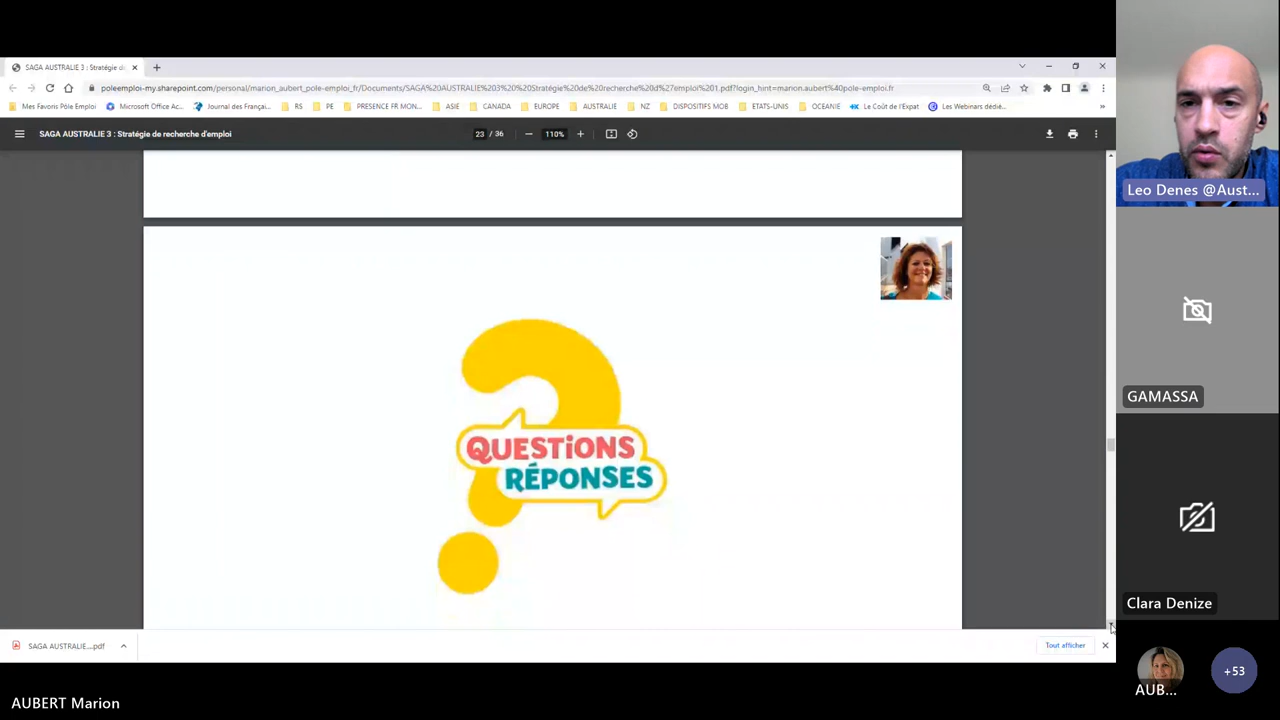 SAGA AUSTRALIE 3 : Stratégie d
poleemploi-my.sharepoint.com/personal/marion_aubert_pole-emploi_fr/Documents/SAGA%20AUSTRALIE%203%20%20Stratégie%20de%20recherche%20d%27emploi%201.pdf?login_hint=marion.aubert%40pole-emploi.fr
Mes Favoris Pôle Emploi
Microsoft Office Ac...
Journal des Françai...
RS
PE
PRESENCE FR MON...
ASIE
CANADA
EUROPE
AUSTRALIE
NZ
DISPOSITIFS MOB
ETATS-UNIS
OCEANIE
Le Coût de l'Expat
Les Webinars dédié...
»
SAGA AUSTRALIE 3 : Stratégie de recherche d'emploi
23 / 36
110%
QUESTiONS
RÉPONSES
SAGA AUSTRALIE....pdf
Tout afficher
AUBERT Marion
Leo Denes @Aust...
GAMASSA
Clara Denize
AUB...
+53